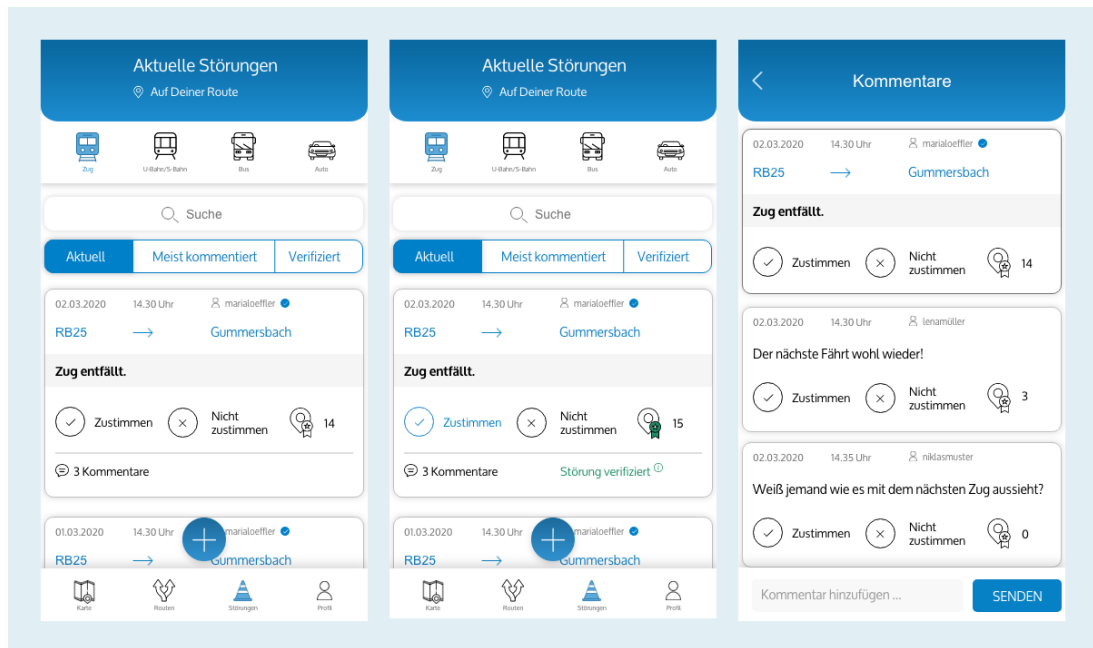 Aktuelle Störungen
Auf Deiner Route
Zug
U-Bahn/S-Bahn
Bus
Auto
Suche
Aktuell
Meist kommentiert
Verifiziert
02.03.2020 14.30 Uhr marialoeffler
RB25 Gummersbach
Zug entfällt.
Zustimmen
Nicht
zustimmen
14
3 Kommentare
01.03.2020 14.30 Uhr marialoeffler
RB25 Gummersbach
Karte
Routen
Störungen
Profil
Aktuelle Störungen
Auf Deiner Route
Zug
U-Bahn/S-Bahn
Bus
Auto
Suche
Aktuell
Meist kommentiert
Verifiziert
02.03.2020 14.30 Uhr marialoeffler
RB25 Gummersbach
Zug entfällt.
Zustimmen
Nicht
zustimmen
15
3 Kommentare
Störung verifiziert
01.03.2020 14.30 Uhr marialoeffler
RB25 Gummersbach
Karte
Routen
Störungen
Profil
Kommentare
02.03.2020 14.30 Uhr marialoeffler
RB25 Gummersbach
Zug entfällt.
Zustimmen
Nicht
zustimmen
14
02.03.2020 14.30 Uhr lenamüller
Der nächste Fährt wohl wieder!
Zustimmen
Nicht
zustimmen
3
02.03.2020 14.35 Uhr niklasmuster
Weiß jemand wie es mit dem nächsten Zug aussieht?
Zustimmen
Nicht
zustimmen
0
Kommentar hinzufügen ...
SENDEN